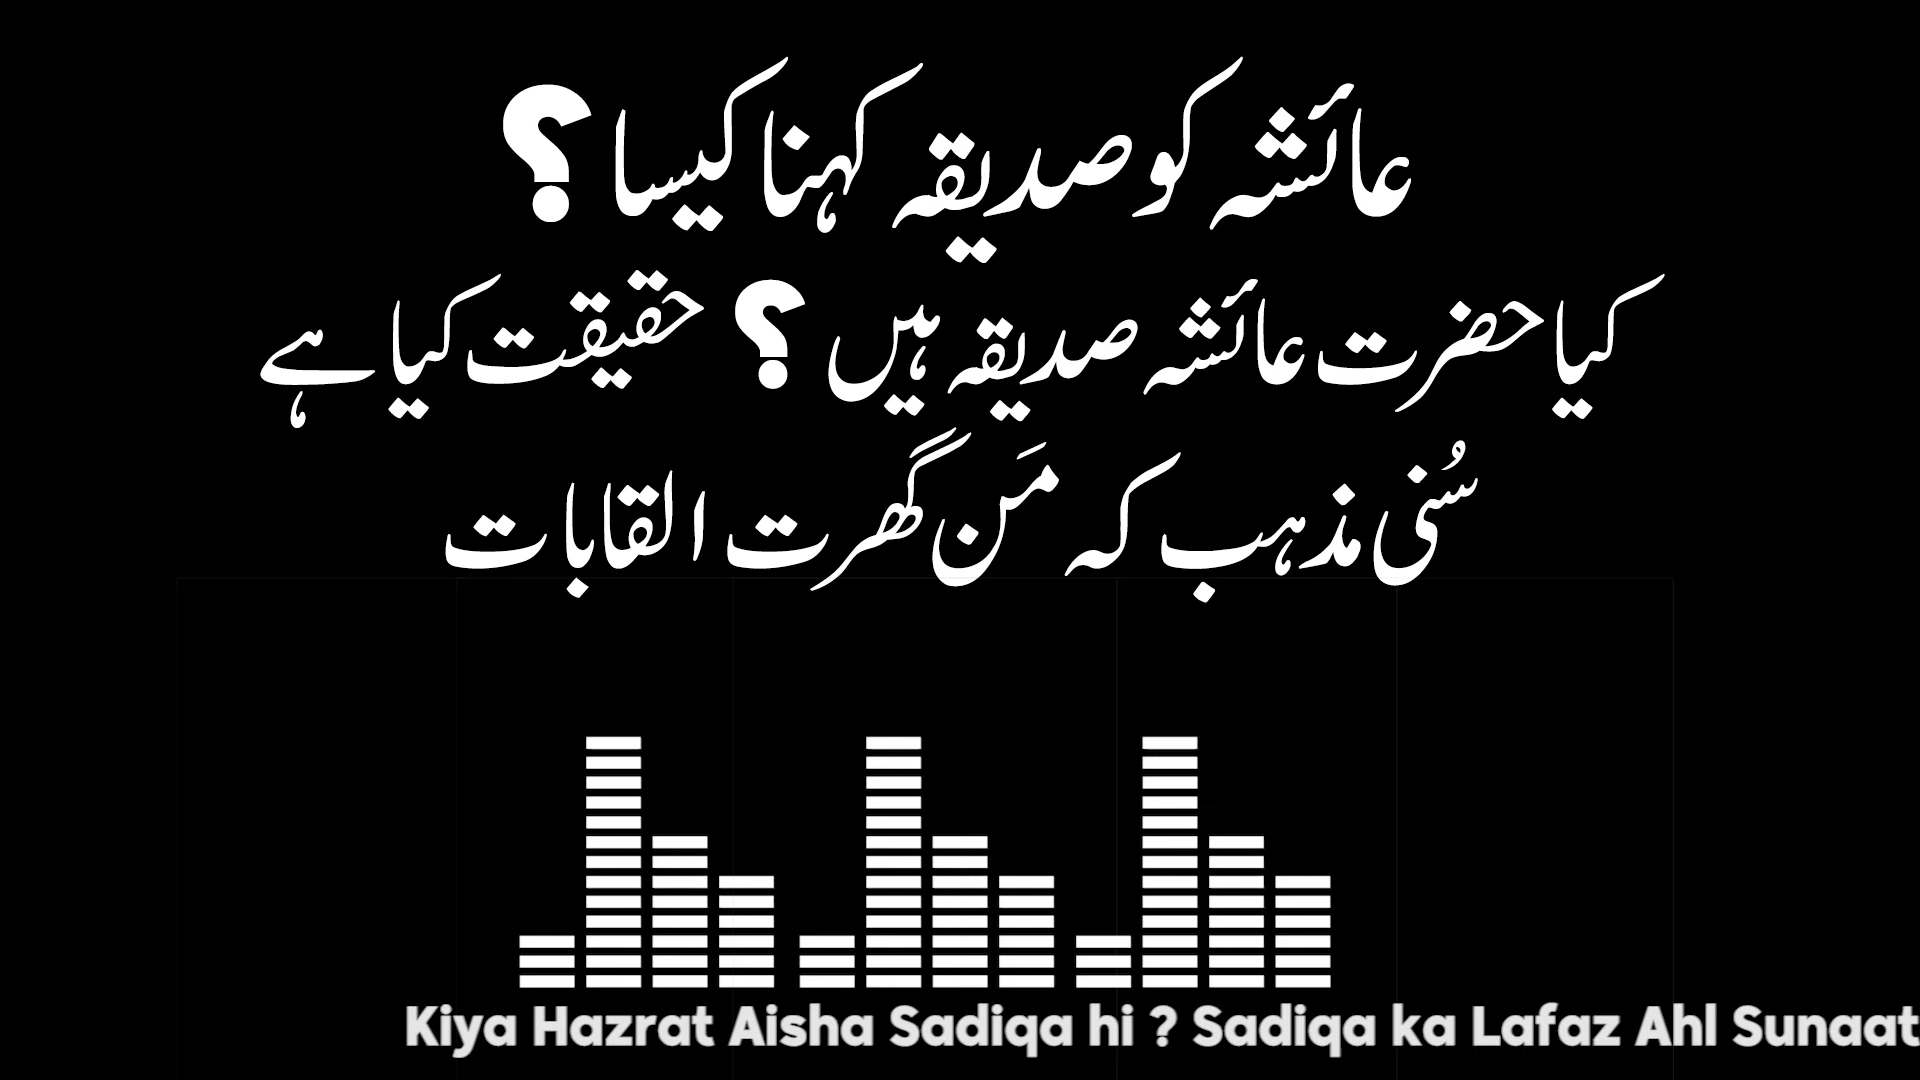 عائشہ کو صدیقہ کہنا کیسا ؟
کیا حضرت عائشہ صدیقہ ہیں ؟ حقیقت کیا ہے
سُنی مذہب کہ مَن گھرت القابات
Kiya Hazrat Aisha Sadiqa hi ? Sadiqa ka Lafaz Ahl Sunaat